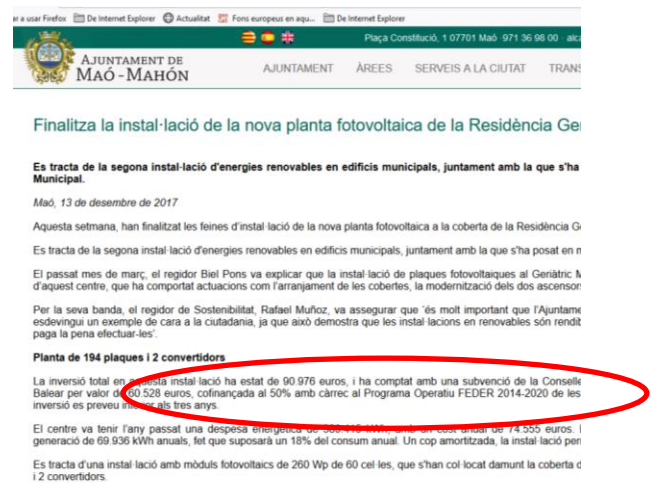 ar a usar Firefox De Internet Explorer Actualitat Fons europeus en aqu... De Internet Explorer
Plaça Constitució, 1 07701 Maó 971 36 98 00 · alca
AJUNTAMENT DE
MAÓ-MAHÓN
AJUNTAMENT ÀREES SERVEIS A LA CIUTAT TRANS
Finalitza la instal·lació de la nova planta fotovoltaica de la Residència Ger
Es tracta de la segona instal·lació d'energies renovables en edificis municipals, juntament amb la que s'ha
Municipal.
Maó, 13 de desembre de 2017
Aquesta setmana, han finalitzat les feines d'instal·lació de la nova planta fotovoltaica a la coberta de la Residència G
Es tracta de la segona instal·lació d'energies renovables en edificis municipals, juntament amb la que s'ha posat en m
El passat mes de març, el regidor Biel Pons va explicar que la instal·lació de plaques fotovoltaiques al Geriàtric M
d'aquest centre, que ha comportat actuacions com l'arranjament de les cobertes, la modernització dels dos ascensor
Per la seva banda, el regidor de Sostenibilitat, Rafael Muñoz, va assegurar que 'és molt important que l'Ajuntame
esdevingui un exemple de cara a la ciutadania, ja que això demostra que les instal·lacions en renovables són rendib
paga la pena efectuar-les'.
Planta de 194 plaques i 2 convertidors
La inversió total en aquesta instal·lació ha estat de 90.976 euros, i ha comptat amb una subvenció de la Conselle
Balear per valor de 60.528 euros, cofinançada al 50% amb càrrec al Programa Operatiu FEDER 2014-2020 de les
inversió es preveu inferior als tres anys.
El centre va tenir l'any passat una despesa energètica de kWh, amb un cost anual de 74.555 euros.
generació de 69.936 kWh anuals, fet que suposarà un 18% del consum anual. Un cop amortitzada, la instal·lació per
Es tracta d'una instal·lació amb mòduls fotovoltaics de 260 Wp de 60 cel·les, que s'han col·locat damunt la coberta d
i 2 convertidors.